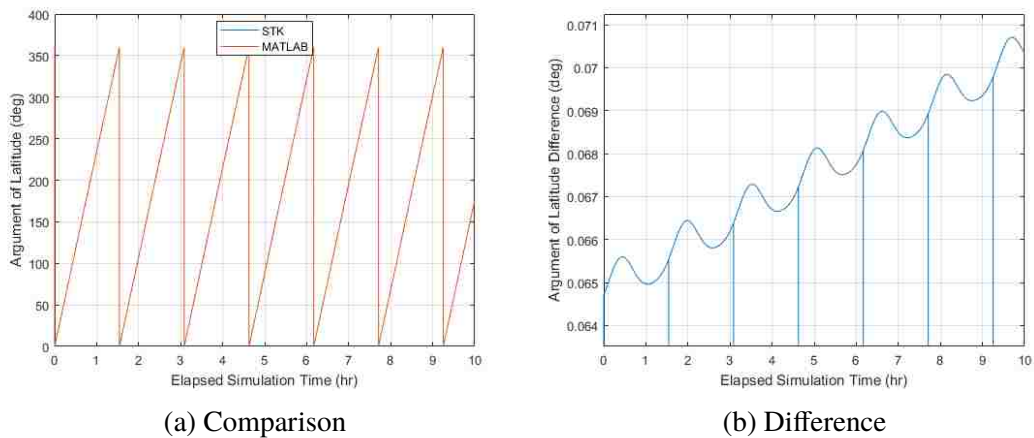 400
350
300
250
200
150
100
50
0
Argument of Latitude (deg)
STK
MATLAB
0 1 2 3 4 5 6 7 8 9 10
Elapsed Simulation Time (hr)
(a) Comparison
0.071
0.07
0.069
0.068
0.067
0.066
0.065
0.064
Argument of Latitude Difference (deg)
0 1 2 3 4 5 6 7 8 9 10
Elapsed Simulation Time (hr)
(b) Difference